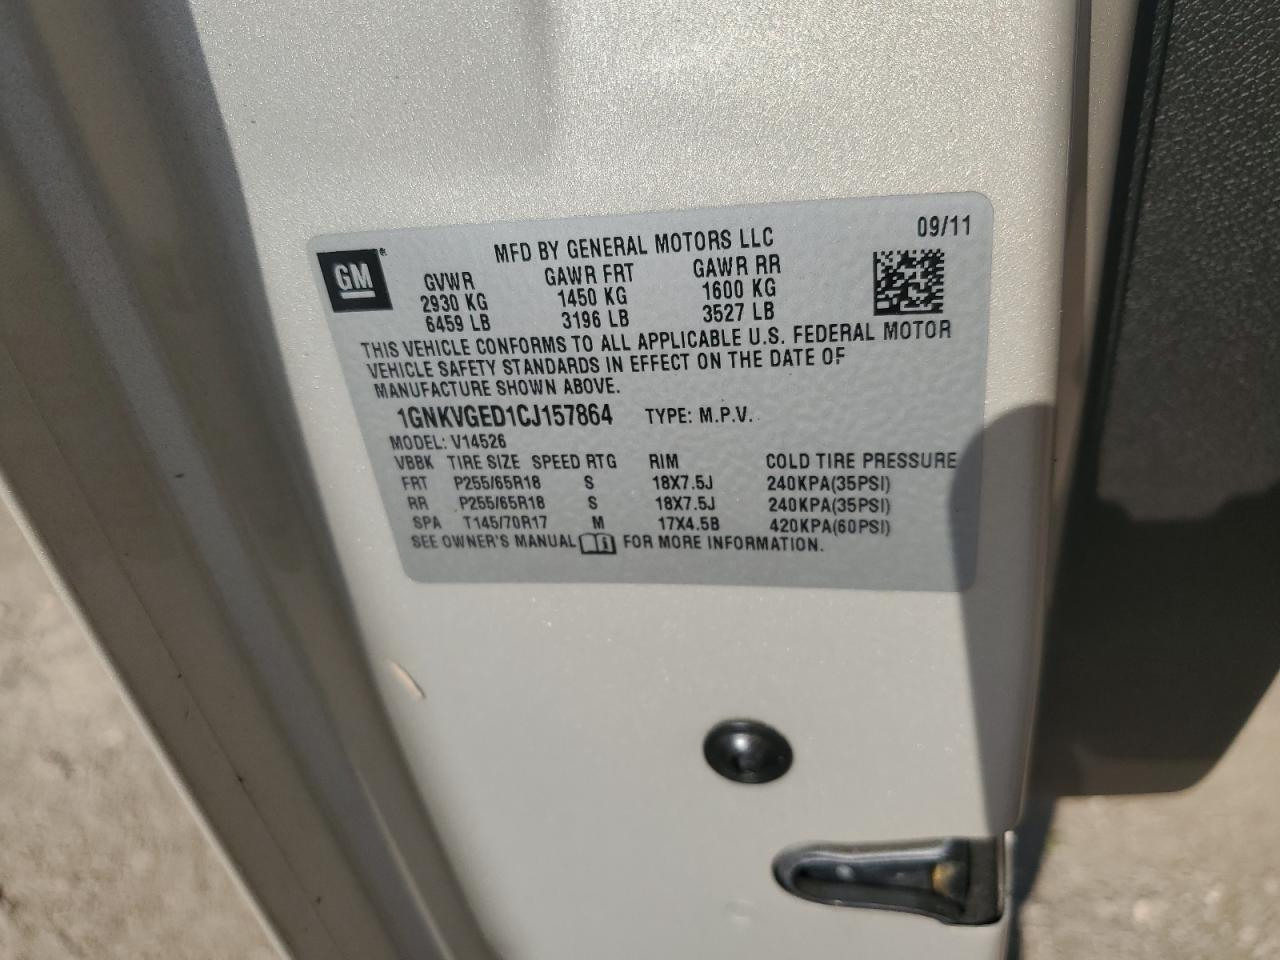 09/11
GM®
MFD BY GENERAL MOTORS LLC
GVWR GAWR FRT GAWR RR
2930 KG 1450 KG 1600 KG
6459 LB 3196 LB 3527 LB
THIS VEHICLE CONFORMS TO ALL APPLICABLE U.S. FEDERAL MOTOR
VEHICLE SAFETY STANDARDS IN EFFECT ON THE DATE OF
MANUFACTURE SHOWN ABOVE.
1GNKVGED1CJ157864 TYPE: M.P.V.
MODEL: V14526
VBBK TIRE SIZE SPEED RTG RIM COLD TIRE PRESSURE
FRT P255/65R18 S 18X7.5J 240KPA(35PSI)
RR P255/65R18 S 18X7.5J 240KPA(35PSI)
SPA T145/70R17 M 17X4.5B 420KPA(60PSI)
SEE OWNER'S MANUAL i FOR MORE INFORMATION.